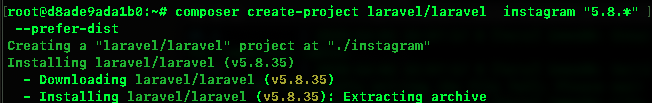 [root@d8ade9ada1b0:~# composer create-project laravel/laravel  instagram "5.8.*"
 --prefer-dist
Creating a "laravel/laravel" project at "./instagram"
Installing laravel/laravel (v5.8.35)
  - Downloading laravel/laravel (v5.8.35)
  - Installing laravel/laravel (v5.8.35): Extracting archive